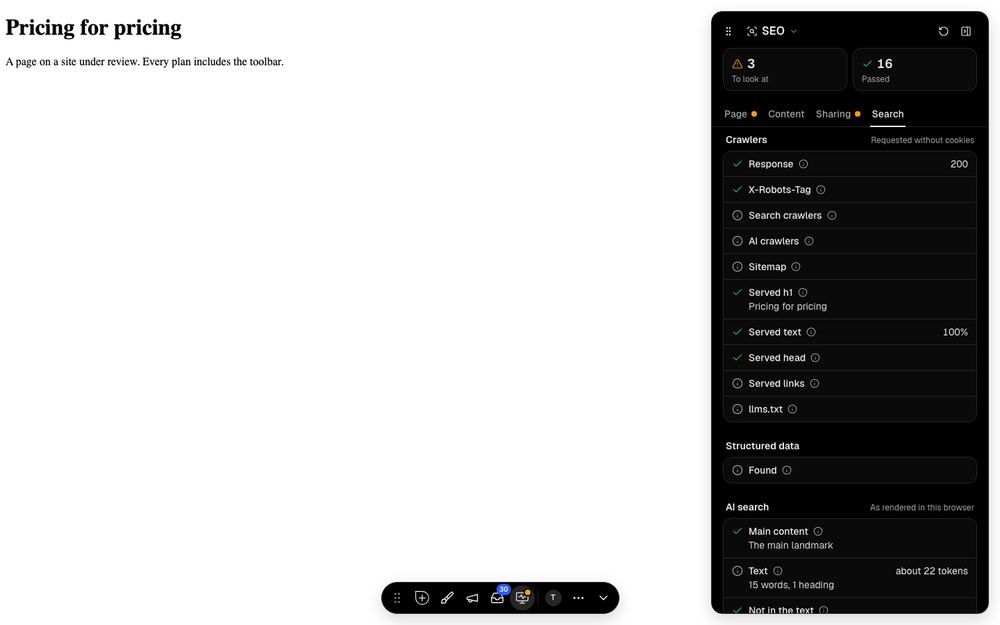 Pricing for pricing
A page on a site under review. Every plan includes the toolbar.
SEO
3
To look at
16
Passed
Page
Content
Sharing
Search
Crawlers
Requested without cookies
Response
200
X-Robots-Tag
Search crawlers
AI crawlers
Sitemap
Served h1
Pricing for pricing
Served text
100%
Served head
Served links
llms.txt
Structured data
Found
AI search
As rendered in this browser
Main content
The main landmark
Text
about 22 tokens
15 words, 1 heading
Not in the text
30
T